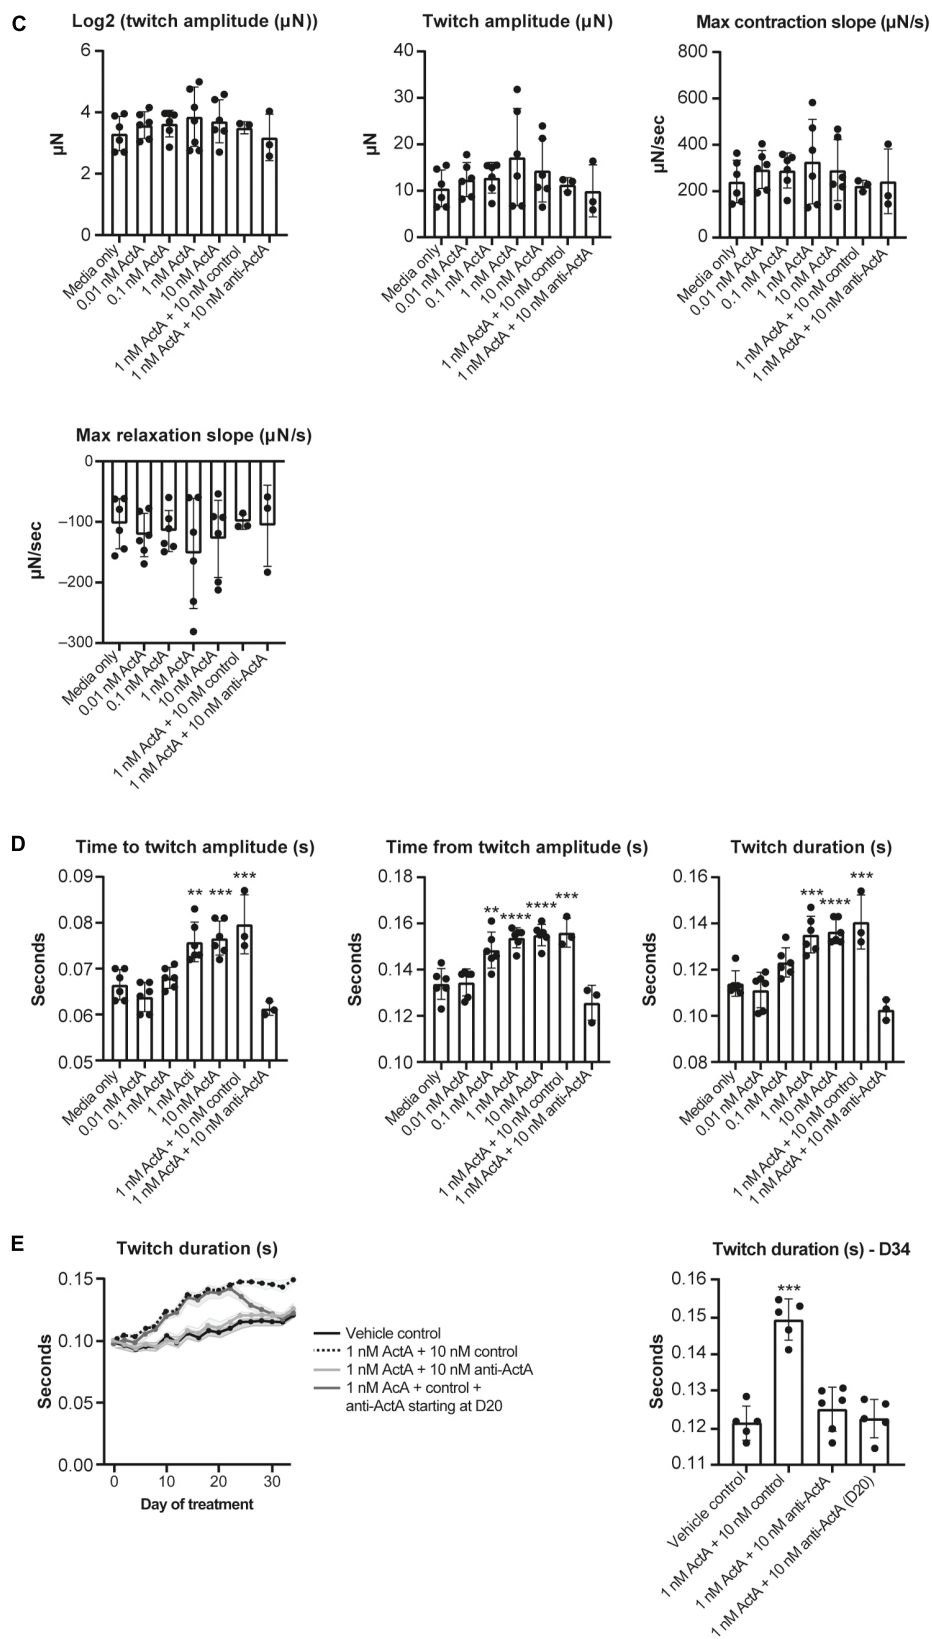 C
Log2 (twitch amplitude (µN))
6
4
2
0
µN
Media only
0.01 nM ActA
0.1 nM ActA
1 nM ActA
10 nM ActA
1 nM ActA + 10 nM control
1 nM ActA + 10 nM anti-ActA
Twitch amplitude (µN)
40
30
20
10
0
µN
Media only
0.01 nM ActA
0.1 nM ActA
1 nM ActA
10 nM ActA
1 nM ActA + 10 nM control
1 nM ActA + 10 nM anti-ActA
Max contraction slope (µN/s)
800
600
400
200
0
µN/sec
Media only
0.01 nM ActA
0.1 nM ActA
1 nM ActA
10 nM ActA
1 nM ActA + 10 nM control
1 nM ActA + 10 nM anti-ActA
Max relaxation slope (µN/s)
0
–100
–200
–300
µN/sec
Media only
0.01 nM ActA
0.1 nM ActA
1 nM ActA
10 nM ActA
1 nM ActA + 10 nM control
1 nM ActA + 10 nM anti-ActA
D
Time to twitch amplitude (s)
0.09
0.08
0.07
0.06
0.05
Seconds
** *** ***
Media only
0.01 nM ActA
0.1 nM ActA
1 nM Acti
10 nM ActA
1 nM ActA + 10 nM control
1 nM ActA + 10 nM anti-ActA
Time from twitch amplitude (s)
0.18
0.16
0.14
0.12
0.10
Seconds
** **** **** ***
Media only
0.01 nM ActA
0.1 nM ActA
1 nM ActA
10 nM ActA
1 nM ActA + 10 nM control
1 nM ActA + 10 nM anti-ActA
Twitch duration (s)
0.16
0.14
0.12
0.10
0.08
Seconds
*** **** ***
Media only
0.01 nM ActA
0.1 nM ActA
1 nM ActA
10 nM ActA
1 nM ActA + 10 nM control
1 nM ActA + 10 nM anti-ActA
E
Twitch duration (s)
0.15
0.10
0.05
0.00
Seconds
0 10 20 30
Day of treatment
Vehicle control
1 nM ActA + 10 nM control
1 nM ActA + 10 nM anti-ActA
1 nM AcA + control +
anti-ActA starting at D20
Twitch duration (s) - D34
0.16
0.15
0.14
0.13
0.12
0.11
Seconds
***
Vehicle control
1 nM ActA + 10 nM control
1 nM ActA + 10 nM anti-ActA
1 nM ActA + 10 nM anti-ActA (D20)